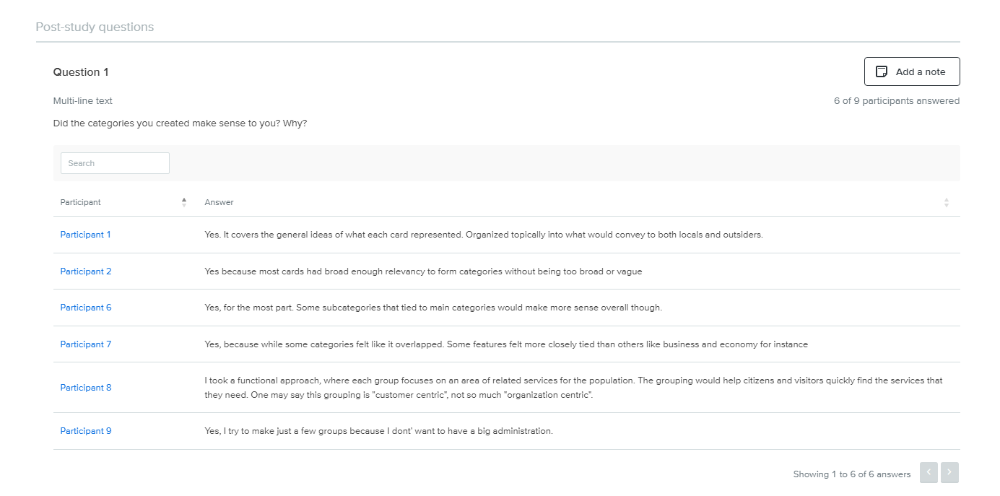 Post-study questions
Question 1
Add a note
Multi-line text
6 of 9 participants answered
Did the categories you created make sense to you? Why?
Search
Participant
Answer
Participant 1
Yes. It covers the general ideas of what each card represented. Organized topically into what would convey to both locals and outsiders.
Participant 2
Yes because most cards had broad enough relevancy to form categories without being too broad or vague
Participant 6
Yes, for the most part. Some subcategories that tied to main categories would make more sense overall though.
Participant 7
Yes, because while some categories felt like it overlapped. Some features felt more closely tied than others like business and economy for instance
Participant 8
I took a functional approach, where each group focuses on an area of related services for the population. The grouping would help citizens and visitors quickly find the services that
they need. One may say this grouping is "customer centric", not so much "organization centric".
Participant 9
Yes, I try to make just a few groups because I dont' want to have a big administration.
Showing 1 to 6 of 6 answers